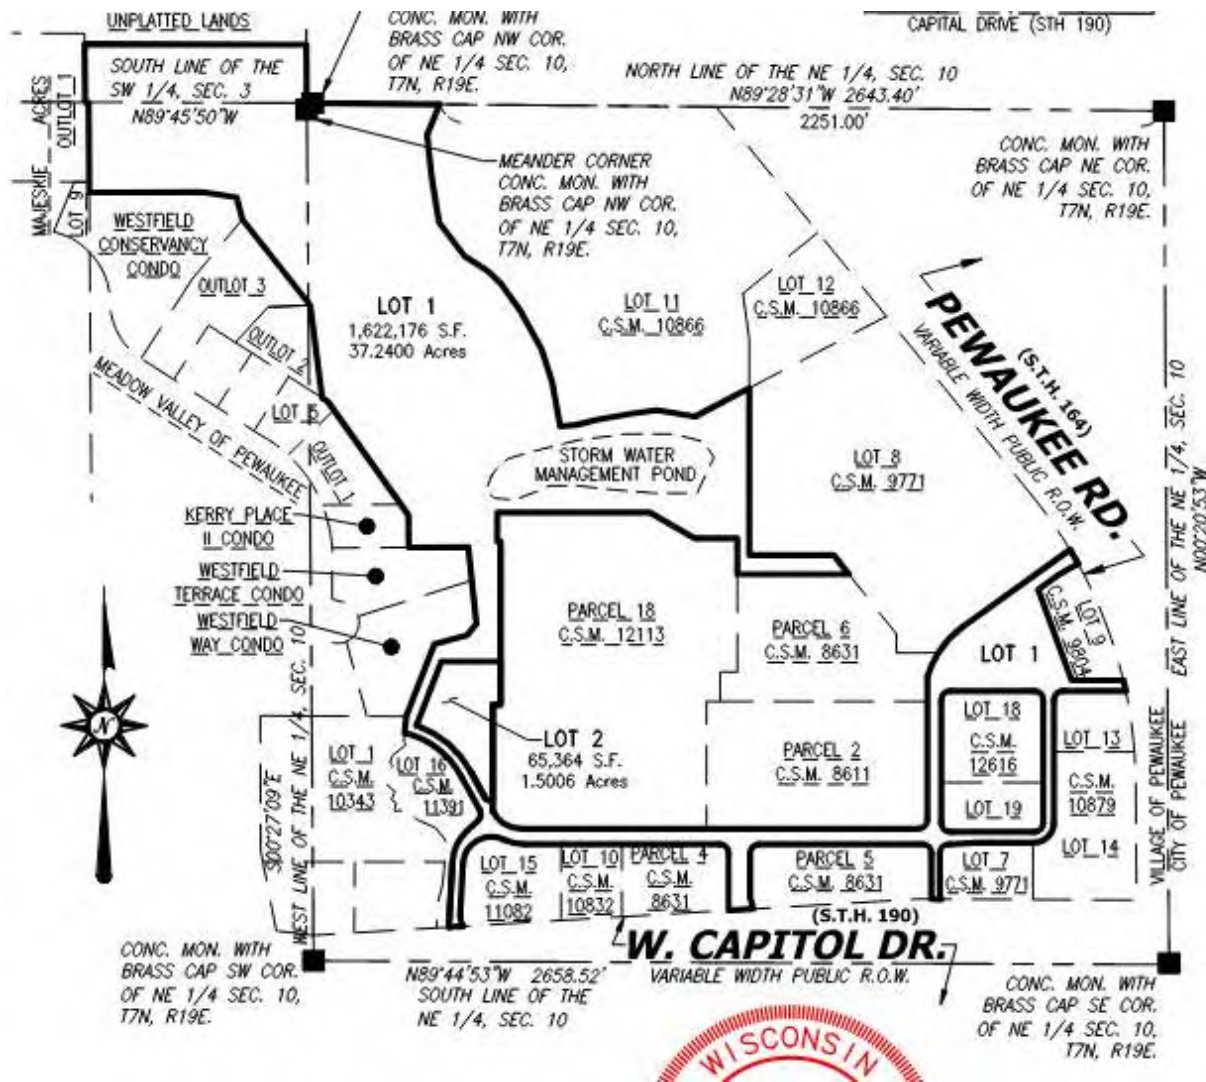 UNPLATTED LANDS
CONC. MON. WITH
BRASS CAP NW COR.
OF NE 1/4 SEC. 10,
T7N, R19E.
CAPITAL DRIVE (STH 190)
SOUTH LINE OF THE
SW 1/4, SEC. 3
N89°45'50"W
NORTH LINE OF THE NE 1/4, SEC. 10
N89°28'31"W 2643.40'
2251.00'
MAJESKIE ACRES
OUTLOT 1
LOT 9
MEANDER CORNER
CONC. MON. WITH
BRASS CAP NW COR.
OF NE 1/4 SEC. 10,
T7N, R19E.
CONC. MON. WITH
BRASS CAP NE COR.
OF NE 1/4 SEC. 10,
T7N, R19E.
WESTFIELD
CONSERVANCY
CONDO
OUTLOT 3
LOT 1
1,622,176 S.F.
37.2400 Acres
LOT 11
C.S.M. 10866
LOT 12
C.S.M. 10866
PEWAUKEE RD.
(S.T.H. 164)
VARIABLE WIDTH PUBLIC R.O.W.
OUTLOT 2
MEADOW VALLEY OF PEWAUKEE
LOT 5
OUTLOT 1
STORM WATER
MANAGEMENT POND
LOT 8
C.S.M. 9771
EAST LINE OF THE NE 1/4, SEC. 10
N00°20'53"W
KERRY PLACE
II CONDO
WESTFIELD
TERRACE CONDO
WESTFIELD
WAY CONDO
PARCEL 18
C.S.M. 12113
PARCEL 6
C.S.M. 8631
LOT 9
C.S.M. 9804
LOT 1
N
S00°27'09"E
WEST LINE OF THE NE 1/4, SEC. 10
LOT 1
C.S.M.
10343
LOT 16
C.S.M.
11391
LOT 2
65,364 S.F.
1.5006 Acres
PARCEL 2
C.S.M. 8611
LOT 18
C.S.M.
12616
LOT 19
LOT 13
C.S.M.
10879
LOT 14
VILLAGE OF PEWAUKEE
CITY OF PEWAUKEE
LOT 15
C.S.M.
11082
LOT 10
C.S.M.
10832
PARCEL 4
C.S.M.
8631
PARCEL 5
C.S.M. 8631
LOT 7
C.S.M. 9771
(S.T.H. 190)
W. CAPITOL DR.
VARIABLE WIDTH PUBLIC R.O.W.
CONC. MON. WITH
BRASS CAP SW COR.
OF NE 1/4 SEC. 10,
T7N, R19E.
N89°44'53"W 2658.52'
SOUTH LINE OF THE
NE 1/4, SEC. 10
CONC. MON. WITH
BRASS CAP SE COR.
OF NE 1/4 SEC. 10,
T7N, R19E.
WISCONSIN